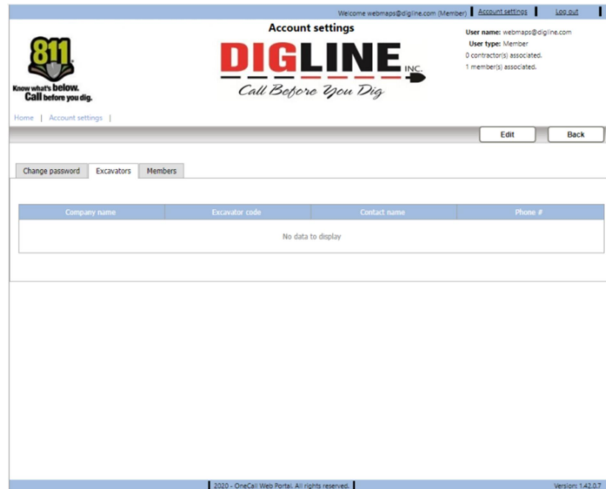 Welcome webmaps@digline.com (Member) Account settings Log out
Account settings
User name: webmaps@digline.com
User type: Member
0 contractor(s) associated.
1 member(s) associated.
811
Know what's below.
Call before you dig.
DIGLINE INC.
Call Before You Dig
Home | Account settings |
Edit Back
Change password Excavators Members
Company name Excavator code Contact name Phone #
No data to display
2020 - OneCall Web Portal. All rights reserved. Version: 1.42.0.7